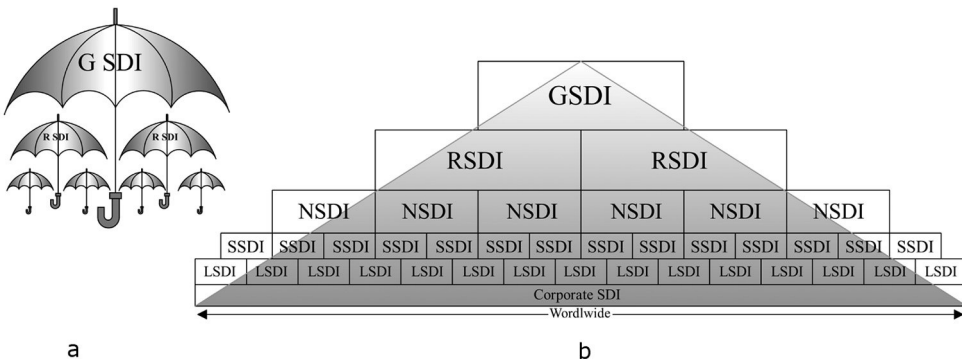 G SDI
R SDI R SDI
a
GSDI
RSDI RSDI
NSDI NSDI NSDI NSDI NSDI NSDI
SSDI SSDI SSDI SSDI SSDI SSDI SSDI SSDI SSDI SSDI SSDI SSDI SSDI SSDI
LSDI LSDI LSDI LSDI LSDI LSDI LSDI LSDI LSDI LSDI LSDI LSDI LSDI LSDI LSDI
Corporate SDI
Wordlwide
b